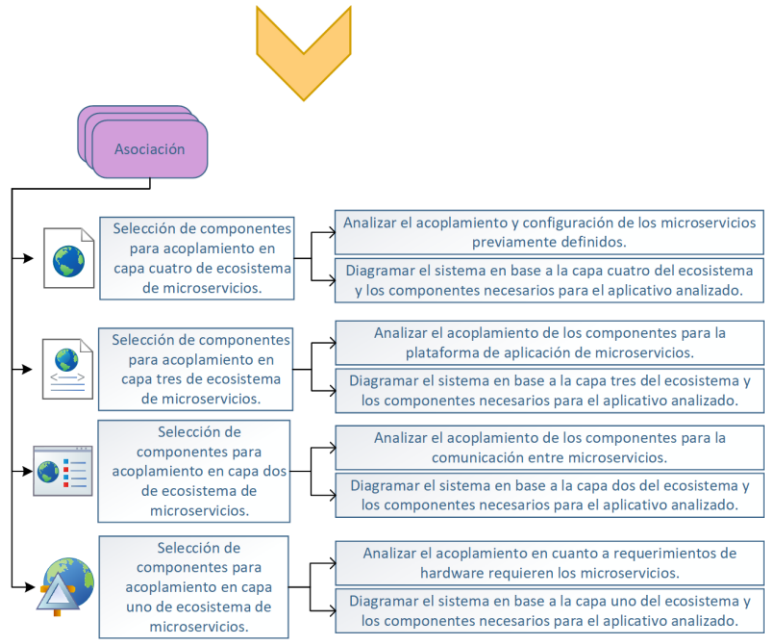 Asociación
Selección de componentes
para acoplamiento en
capa cuatro de ecosistema
de microservicios.
Analizar el acoplamiento y configuración de los microservicios
previamente definidos.
Diagramar el sistema en base a la capa cuatro del ecosistema
y los componentes necesarios para el aplicativo analizado.
Selección de componentes
para acoplamiento en
capa tres de ecosistema
de microservicios.
Analizar el acoplamiento de los componentes para la
plataforma de aplicación de microservicios.
Diagramar el sistema en base a la capa tres del ecosistema y
los componentes necesarios para el aplicativo analizado.
Selección de
componentes para
acoplamiento en capa dos
de ecosistema de
microservicios.
Analizar el acoplamiento de los componentes para la
comunicación entre microservicios.
Diagramar el sistema en base a la capa dos del ecosistema y
los componentes necesarios para el aplicativo analizado.
Selección de
componentes para
acoplamiento en capa
uno de ecosistema de
microservicios.
Analizar el acoplamiento en cuanto a requerimientos de
hardware requieren los microservicios.
Diagramar el sistema en base a la capa uno del ecosistema y
los componentes necesarios para el aplicativo analizado.